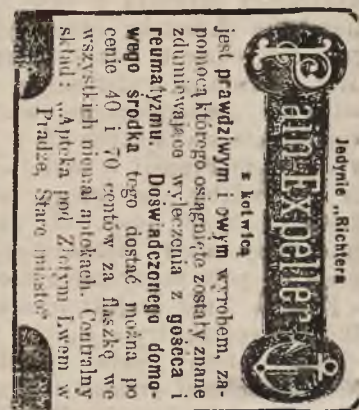 Jedynie „Richtera
Pain-Expeller
z kotwicą
jest prawdziwym i owym wyrobem, za-
pomocą którego osiągnięte zostały znane
zdumiewające wyleczenia z gośćca i
reumatyzmu. Doświadczonego domo-
wego środka tego dostać można po
cenie 40 i 70 centów za flaszkę we
wszystkich niemal aptekach. Centralny
skład: „Apteka pod Złotym Lwem w
Pradze, Stare miasto.”